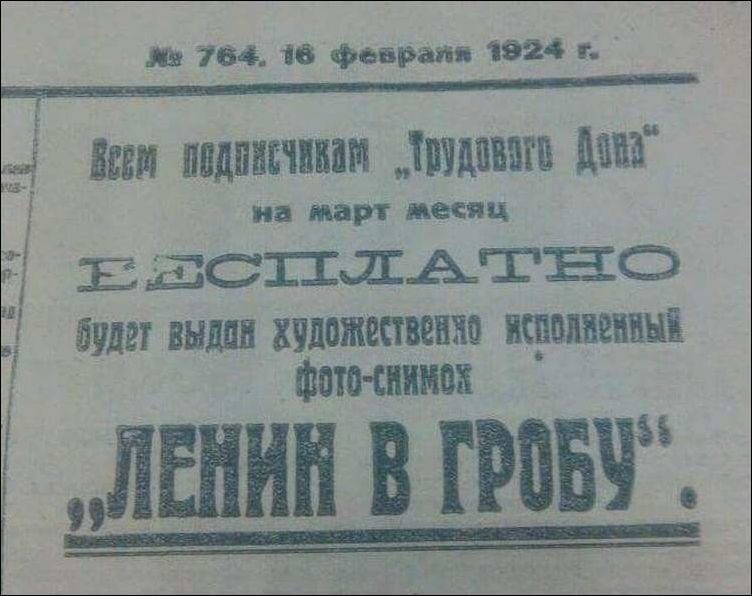 № 764. 16 февраля 1924 г.
Всем подписчикам „Трудового Дона“
на март месяц
БЕСПЛАТНО
будет выдан художественно исполненный
фото-снимок
„ЛЕНИН В ГРОБУ“.